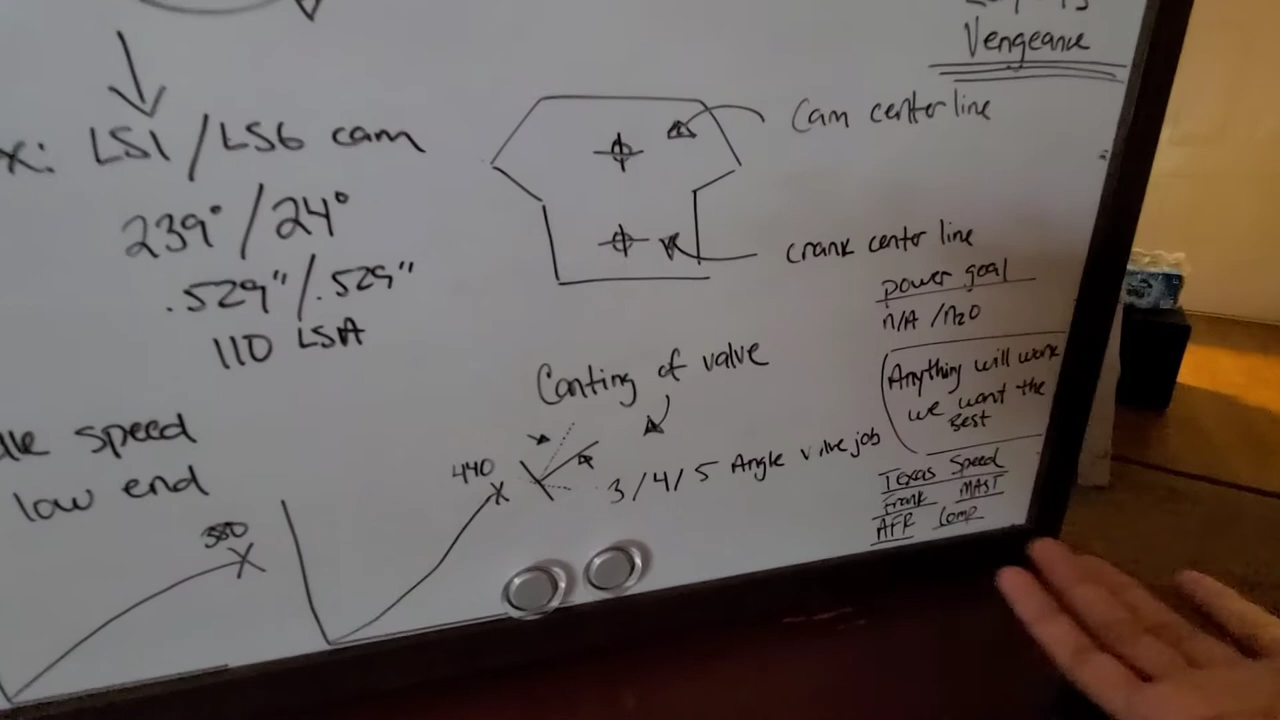 Vengeance
Cam center line
x: LS1/LS6 cam
239°/24°
.529"/.529"
110 LSA
crank center line
power goal
n/A /n2O
Canting of valve
Anything will work
we want the
Best
speed
low end
440
3/4/5 Angle valve job
Texas Speed
Frank MAST
AFR Comp
380